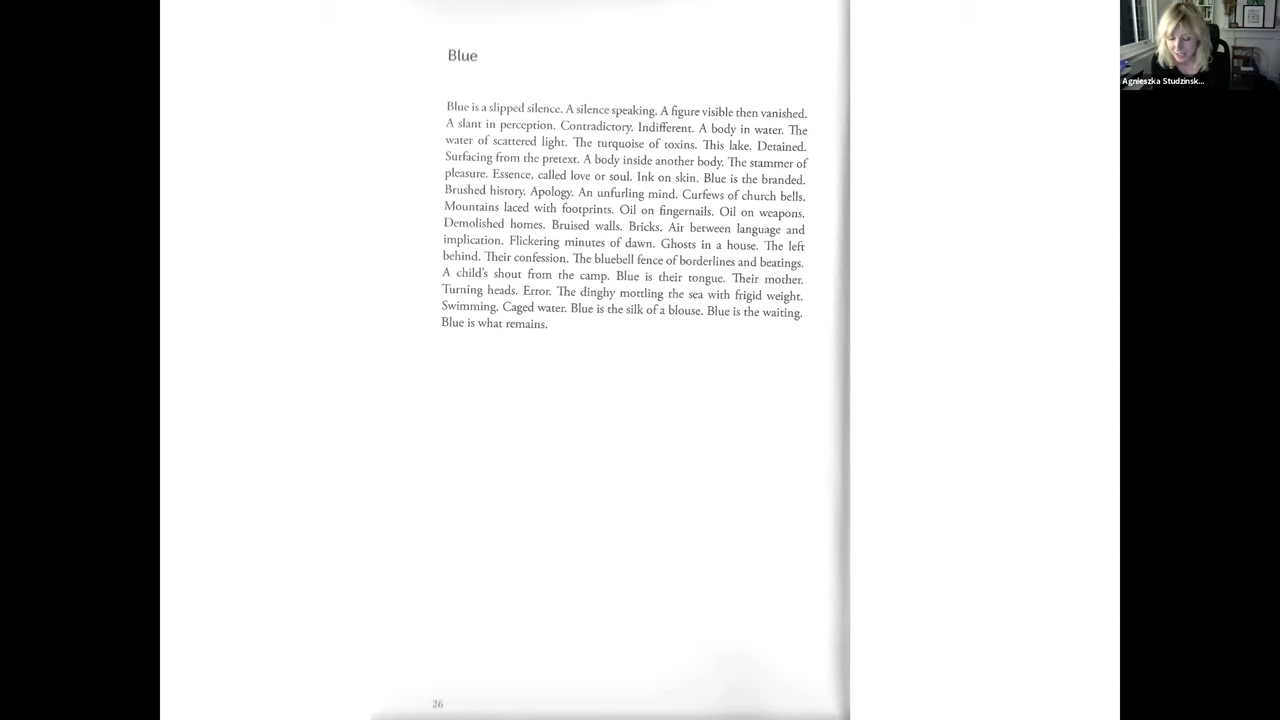 Blue
Blue is a slipped silence. A silence speaking. A figure visible then vanished.
A slant in perception. Contradictory. Indifferent. A body in water. The
water of scattered light. The turquoise of toxins. This lake. Detained.
Surfacing from the pretext. A body inside another body. The stammer of
pleasure. Essence, called love or soul. Ink on skin. Blue is the branded.
Brushed history. Apology. An unfurling mind. Curfews of church bells.
Mountains laced with footprints. Oil on fingernails. Oil on weapons.
Demolished homes. Bruised walls. Bricks. Air between language and
implication. Flickering minutes of dawn. Ghosts in a house. The left
behind. Their confession. The bluebell fence of borderlines and beatings.
A child's shout from the camp. Blue is their tongue. Their mother.
Turning heads. Error. The dinghy mottling the sea with frigid weight.
Swimming. Caged water. Blue is the silk of a blouse. Blue is the waiting.
Blue is what remains.
26
Agnieszka Studzinsk...